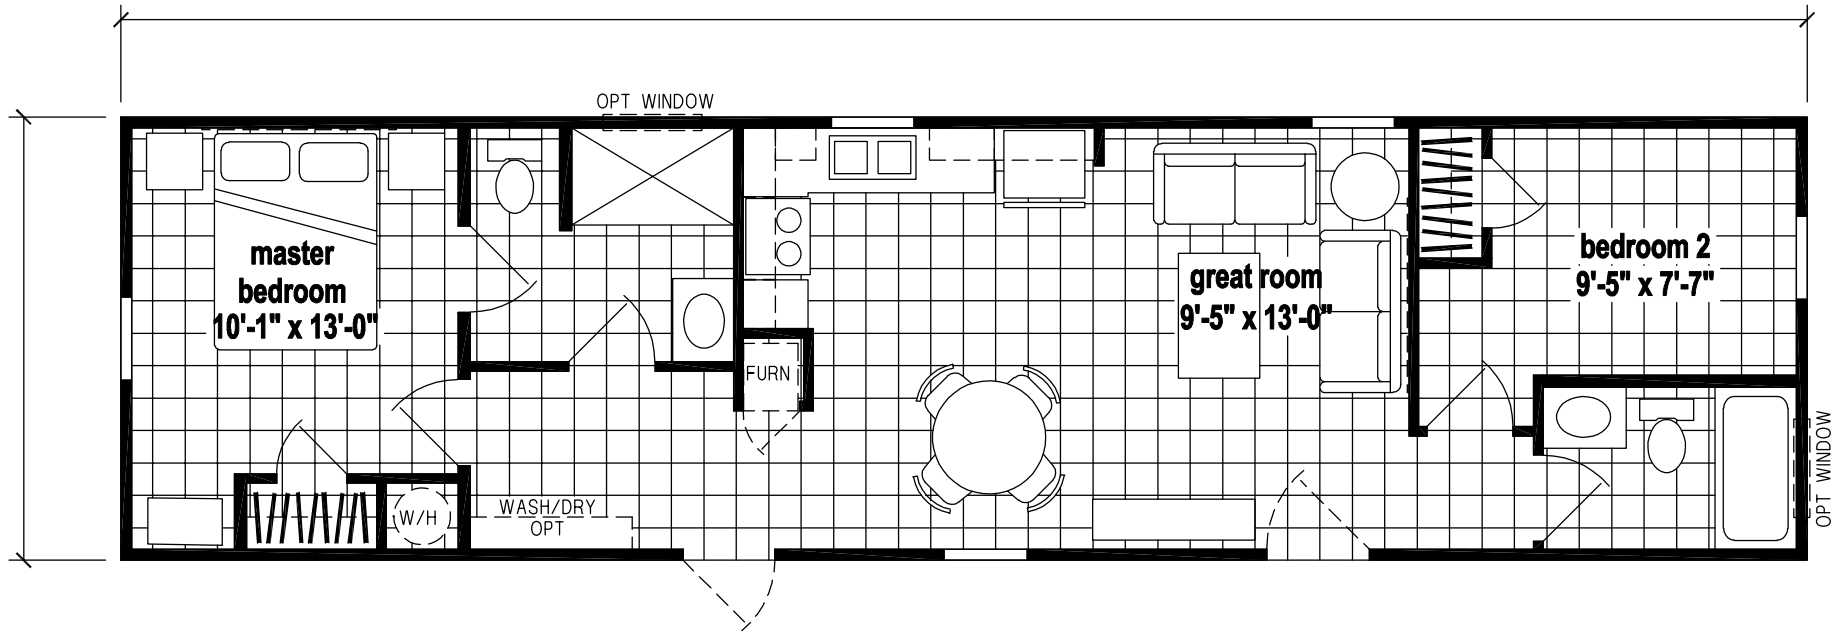 OPT WINDOW
master
bedroom
10'-1" x 13'-0"
great room
9'-5" x 13'-0"
bedroom 2
9'-5" x 7'-7"
FURN
W/H
WASH/DRY
OPT
OPT WINDOW